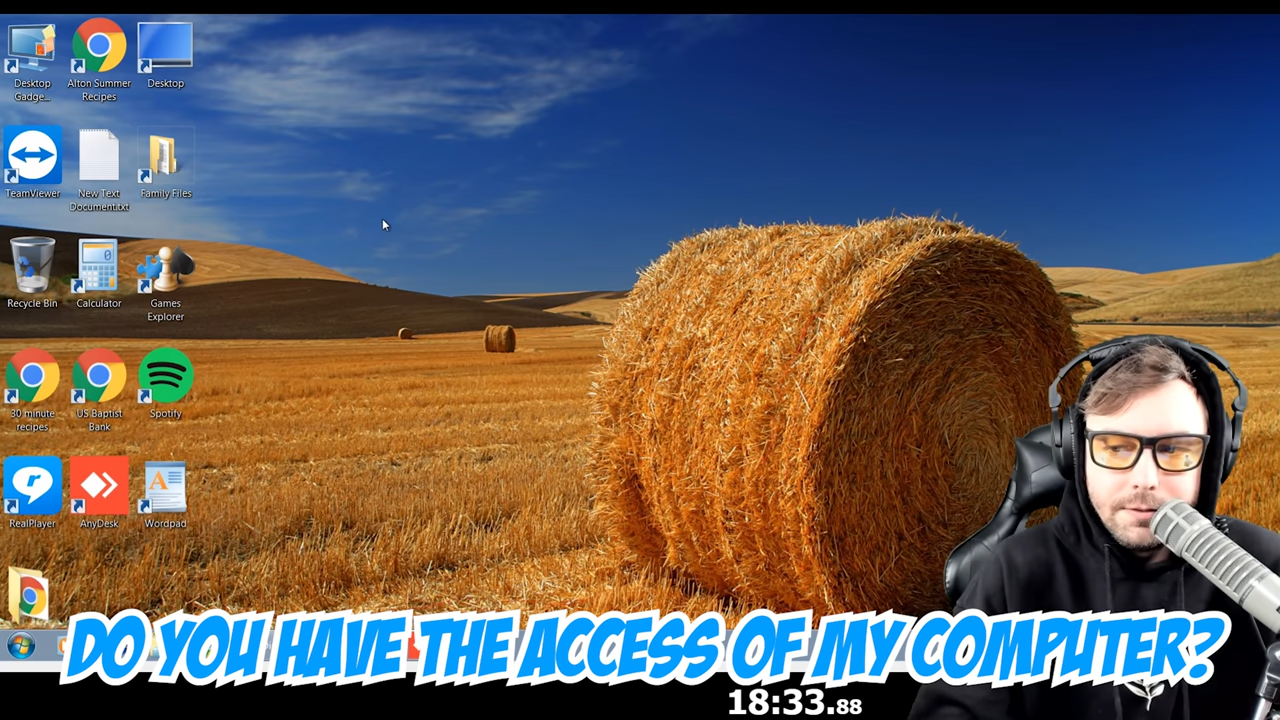 Desktop
Gadge...
Alton Summer
Recipes
Desktop
TeamViewer
New Text
Document.txt
Family Files
Recycle Bin
Calculator
Games
Explorer
30 minute
recipes
US Baptist
Bank
Spotify
RealPlayer
AnyDesk
Wordpad
DO YOU HAVE THE ACCESS OF MY COMPUTER?
18:33.88